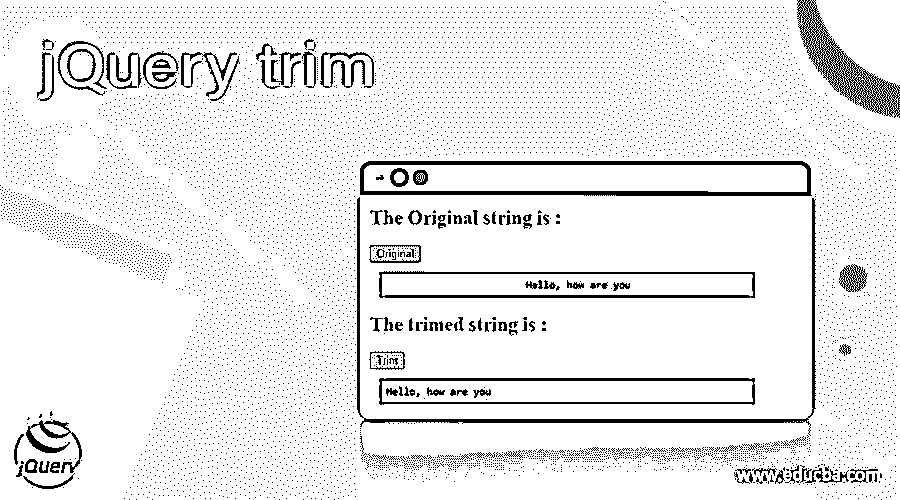 jQuery trim
The Original string is :
Original
Hello, how are you
The trimed string is :
Trim
Hello, how are you
jQuery
www.educba.com